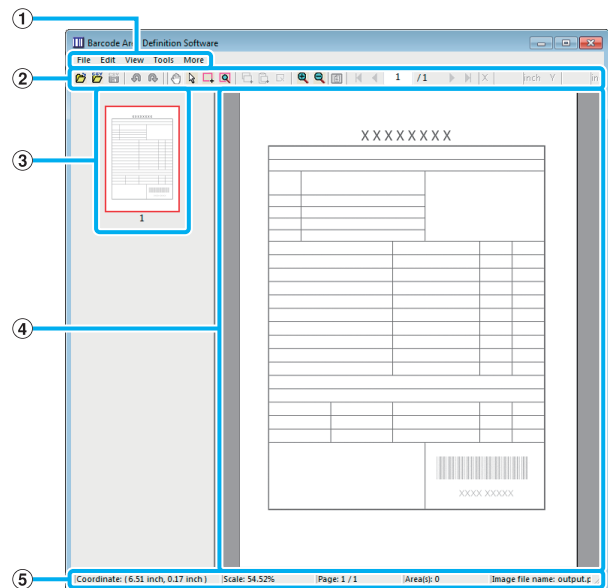 1
Barcode Are Definition Software
File Edit View Tools More
2
1 /1 X inch Y in
3
1
XXXXXXXX
4
XXXX XXXXX
5
Coordinate: ( 6.51 inch, 0.17 inch ) Scale: 54.52% Page: 1 / 1 Area(s): 0 Image file name: output.p